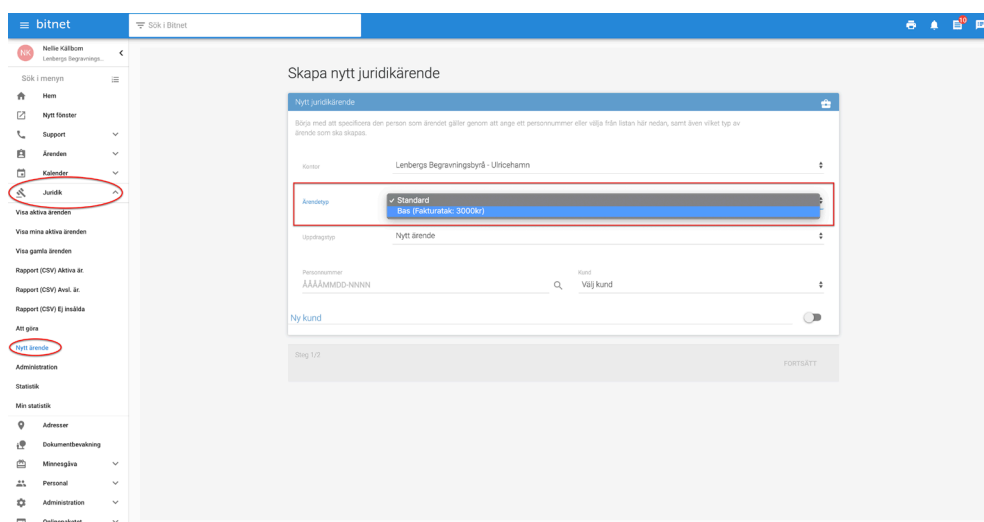 bitnet
Sök i Bitnet
10
NK
Nellie Källbom
Lenbergs Begravnings...
Sök i menyn
Hem
Nytt fönster
Support
Ärenden
Kalender
Juridik
Visa aktiva ärenden
Visa mina aktiva ärenden
Visa gamla ärenden
Rapport (CSV) Aktiva är.
Rapport (CSV) Avsl. är.
Rapport (CSV) Ej insålda
Att göra
Nytt ärende
Administration
Statistik
Min statistik
Adresser
Dokumentbevakning
Minnesgåva
Personal
Administration
Onlinepaketet
Skapa nytt juridikärende
Nytt juridikärende
Börja med att specificera den person som ärendet gäller genom att ange ett personnummer eller välja från listan här nedan, samt även vilket typ av
ärende som ska skapas.
Kontor
Lenbergs Begravningsbyrå - Ulricehamn
Ärendetyp
Standard
Bas (Fakturatak: 3000kr)
Uppdragstyp
Nytt ärende
Personnummer
ÅÅÅÅMMDD-NNNN
Kund
Välj kund
Ny kund
Steg 1/2
FORTSÄTT